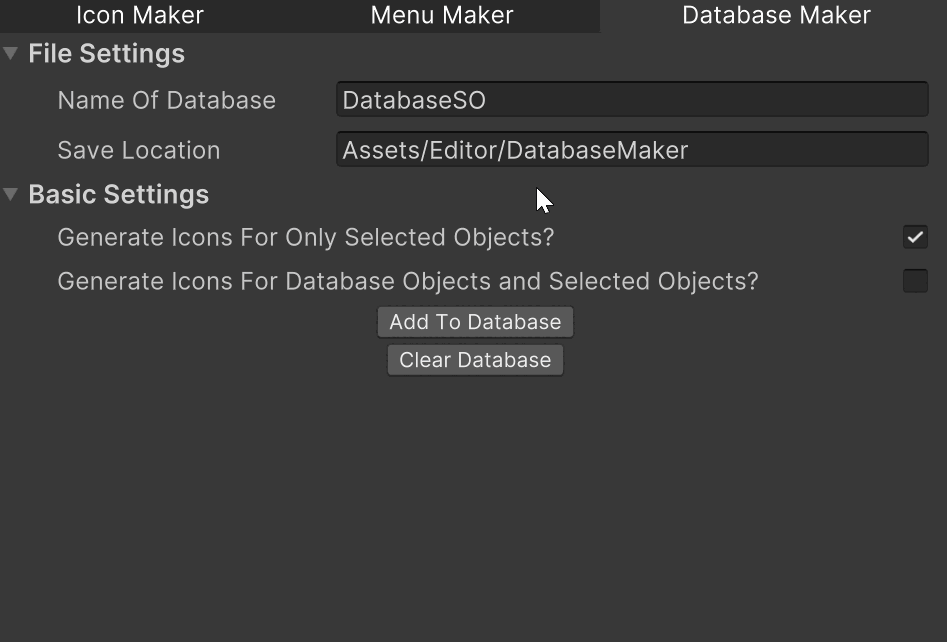 Icon Maker Menu Maker Database Maker
File Settings
Name Of Database DatabaseSO
Save Location Assets/Editor/DatabaseMaker
Basic Settings
Generate Icons For Only Selected Objects?
Generate Icons For Database Objects and Selected Objects?
Add To Database
Clear Database